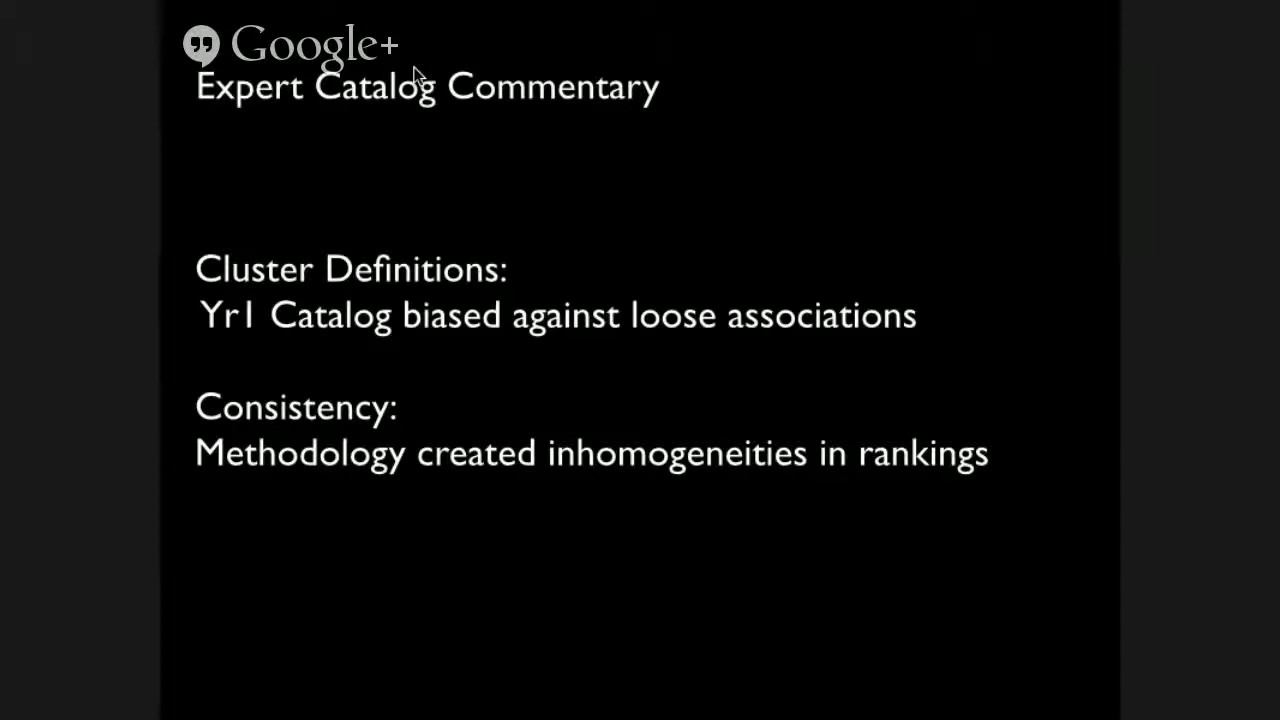 Google+
Expert Catalog Commentary
Cluster Definitions:
Yr1 Catalog biased against loose associations
Consistency:
Methodology created inhomogeneities in rankings